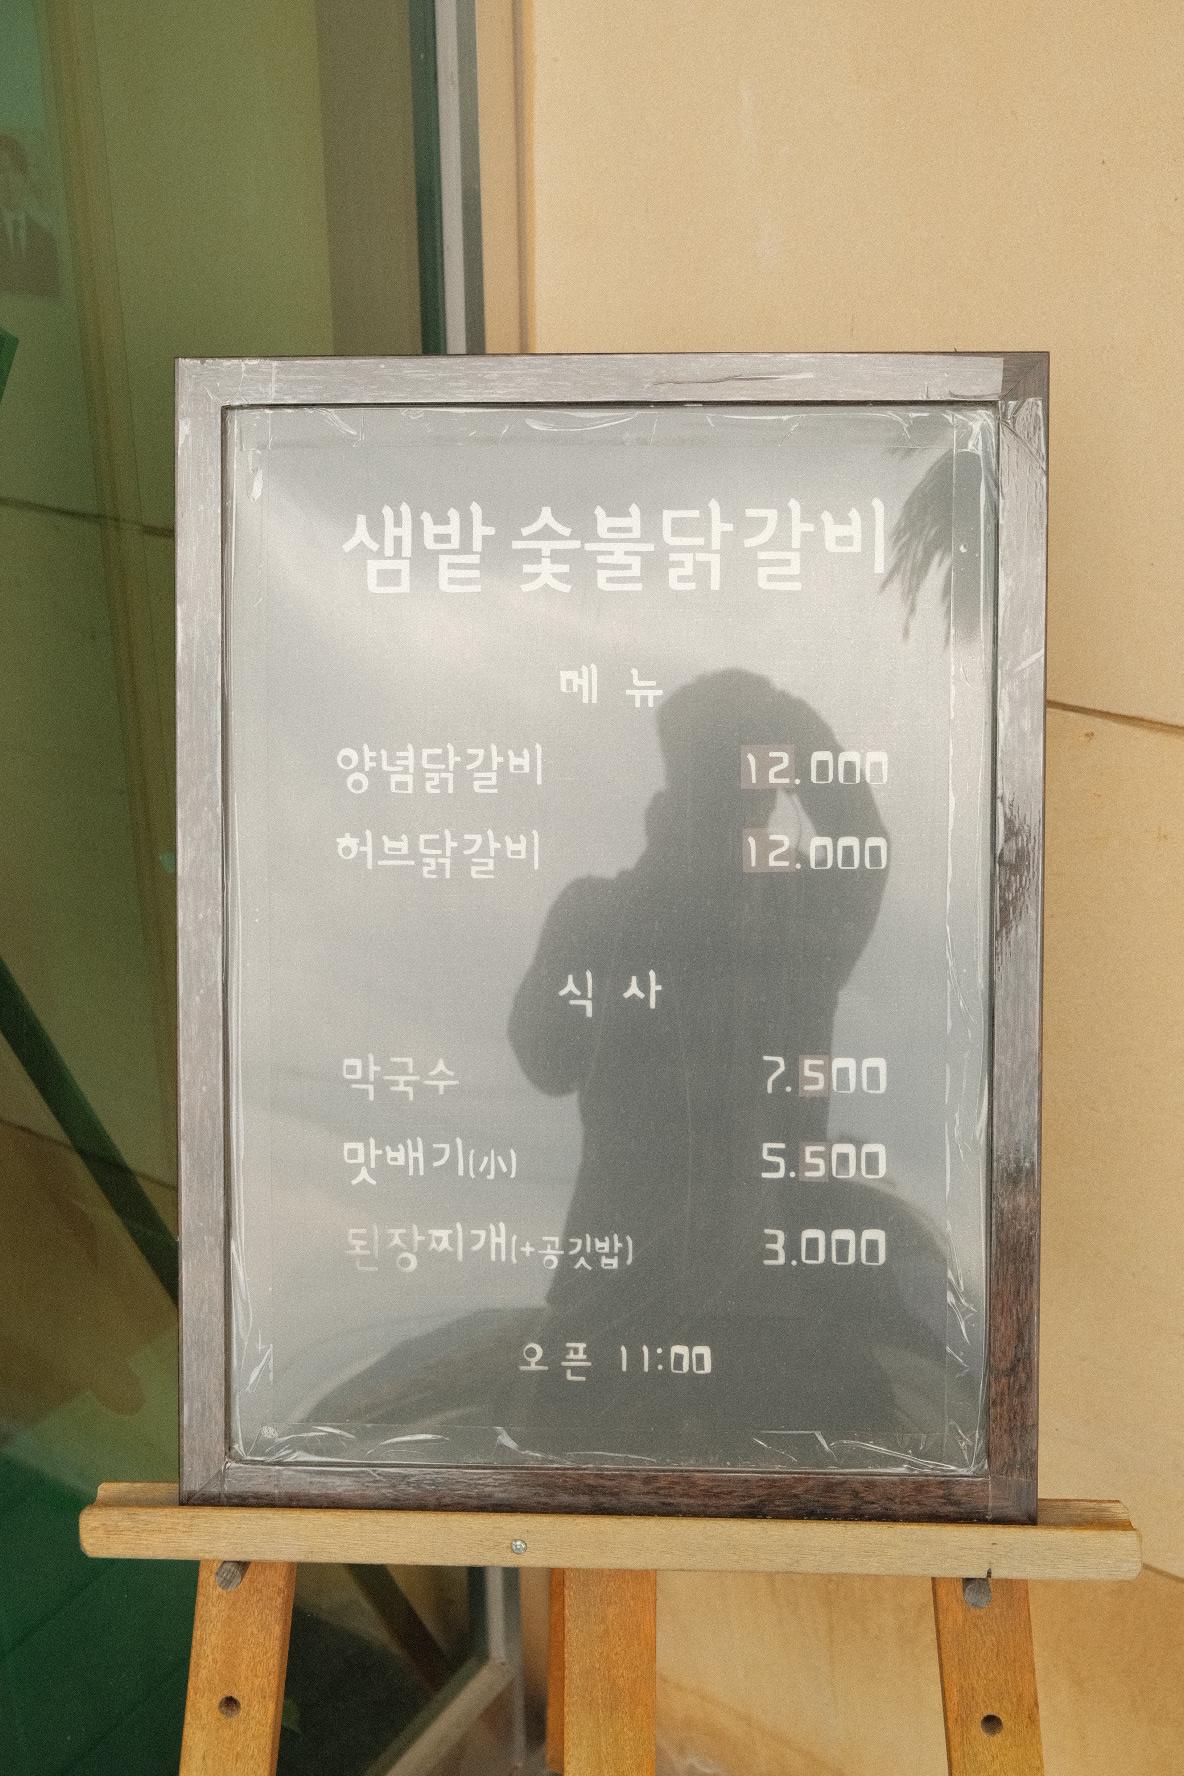 샘밭 숯불닭갈비
메 뉴
양념닭갈비 12.000
허브닭갈비 12.000
식 사
막국수 7.500
맛배기(小) 5.500
된장찌개(+공깃밥) 3.000
오픈 11:00